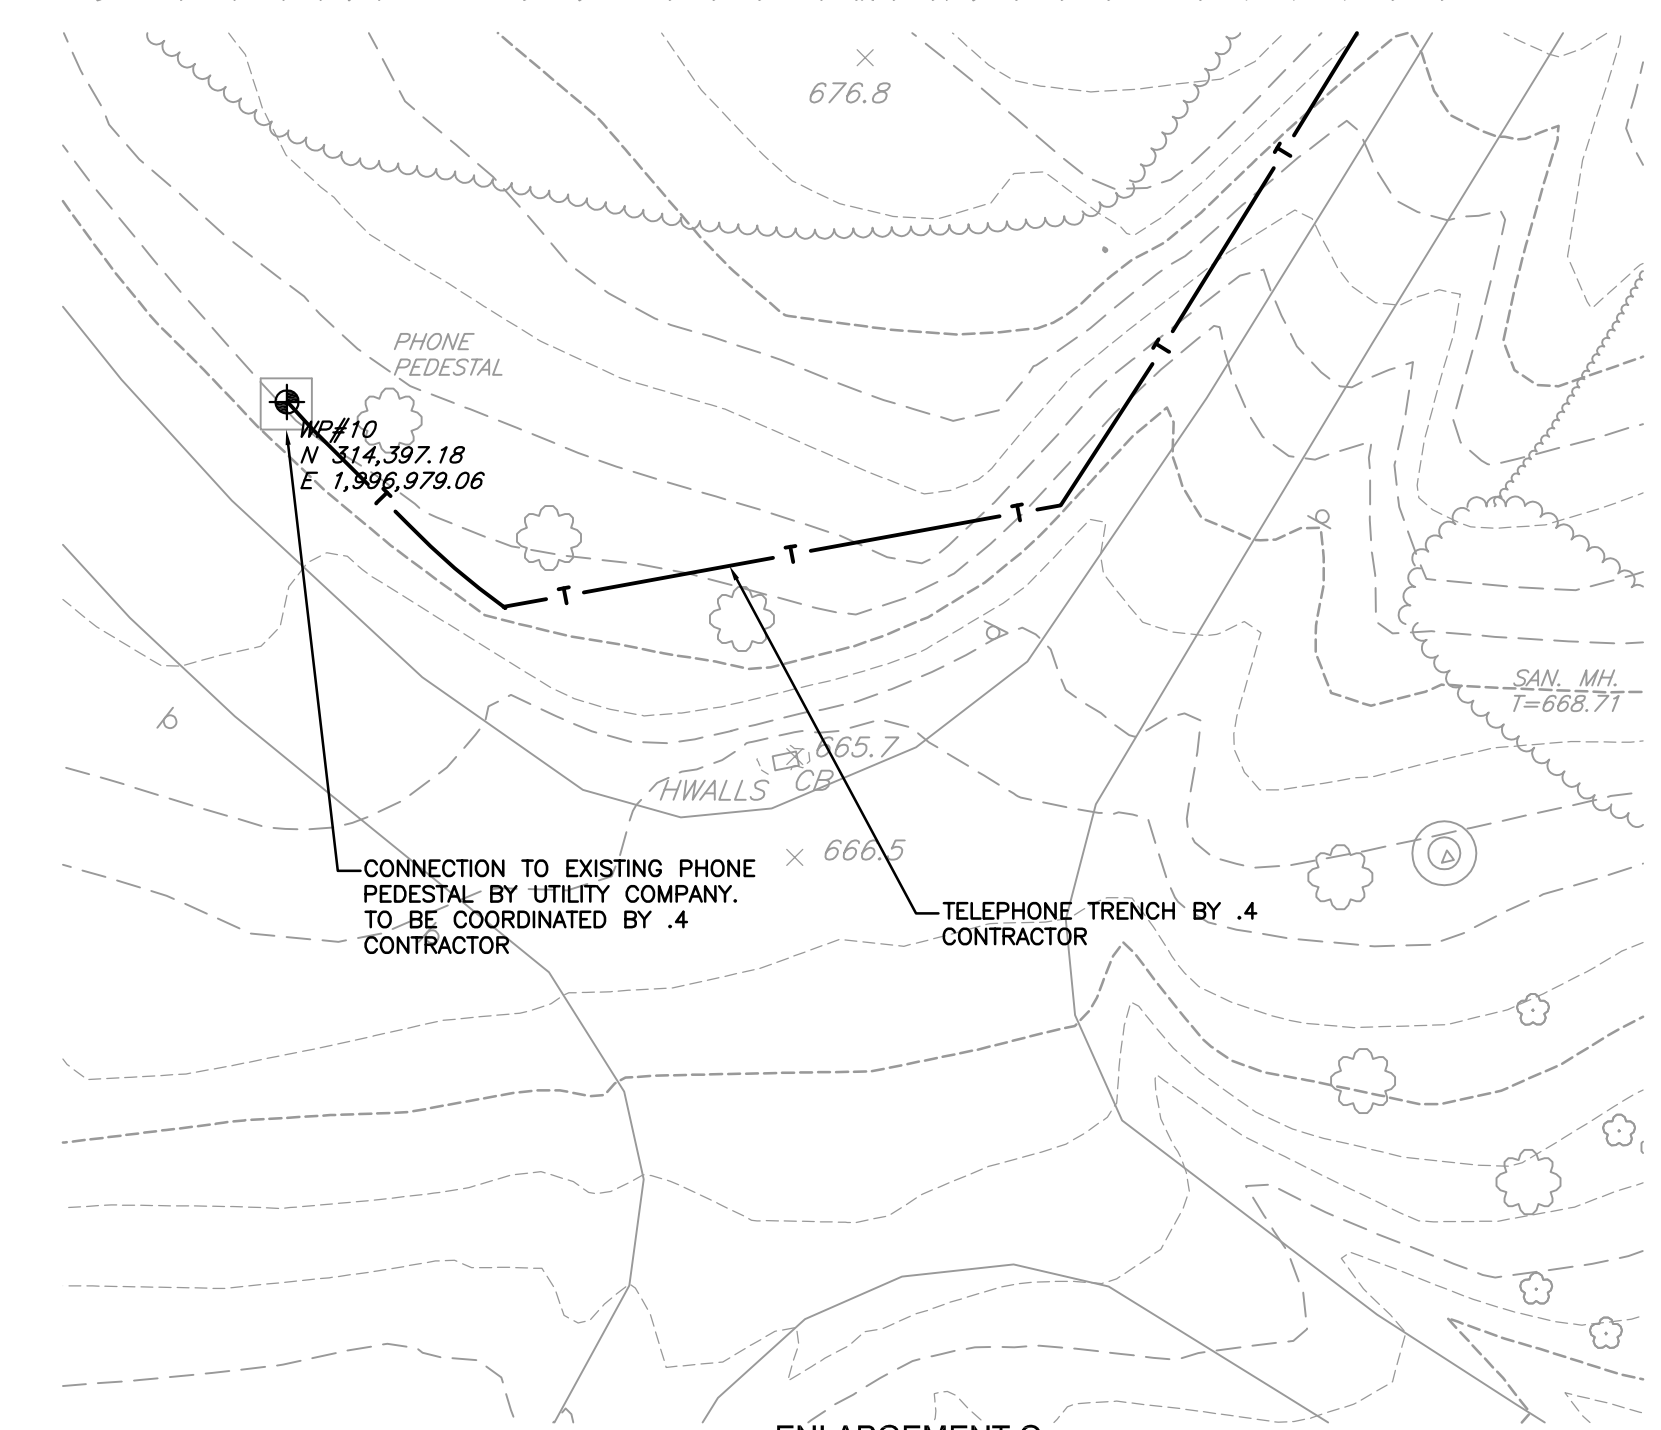 676.8
PHONE
PEDESTAL
WP#10
N 314,397.18
E 1,996,979.06
T
T
T
T
T
T
SAN. MH.
T=668.71
665.7
HWALLS
CB
666.5
CONNECTION TO EXISTING PHONE
PEDESTAL BY UTILITY COMPANY.
TO BE COORDINATED BY .4
CONTRACTOR
TELEPHONE TRENCH BY .4
CONTRACTOR